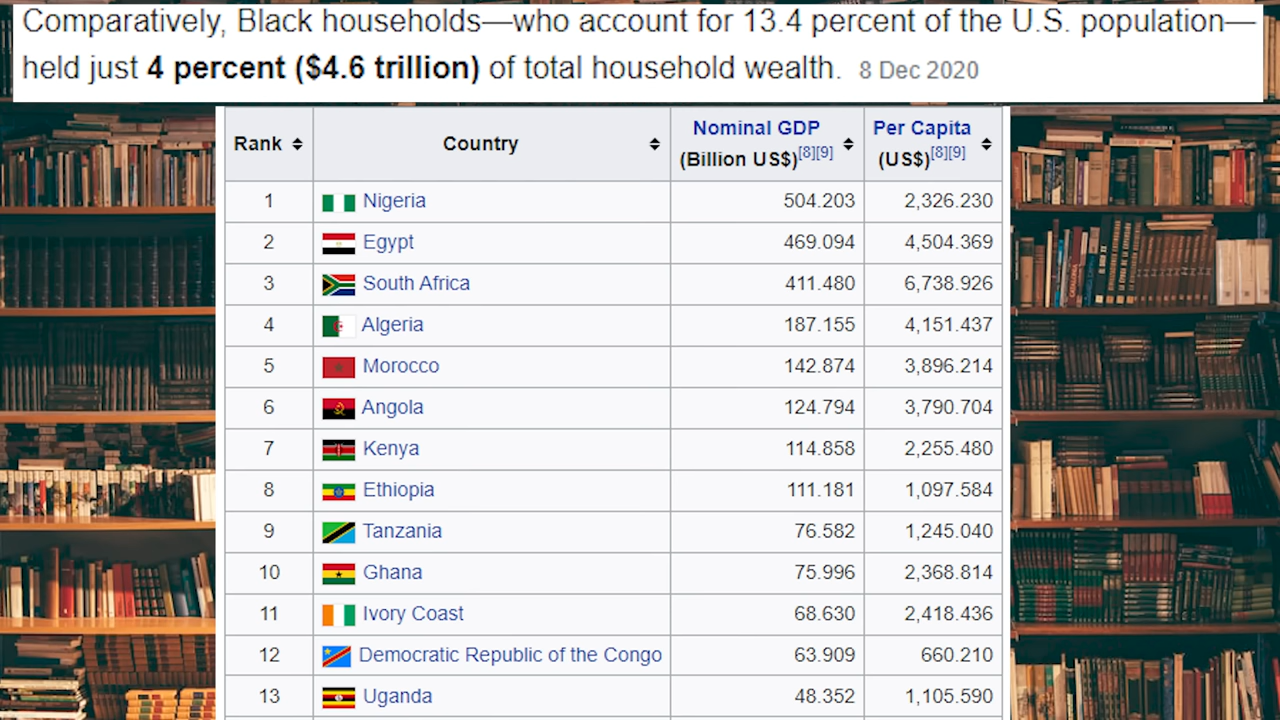 Comparatively, Black households—who account for 13.4 percent of the U.S. population—
held just 4 percent ($4.6 trillion) of total household wealth. 8 Dec 2020
Rank Country Nominal GDP (Billion US$)[8][9] Per Capita (US$)[8][9]
1 Nigeria 504.203 2,326.230
2 Egypt 469.094 4,504.369
3 South Africa 411.480 6,738.926
4 Algeria 187.155 4,151.437
5 Morocco 142.874 3,896.214
6 Angola 124.794 3,790.704
7 Kenya 114.858 2,255.480
8 Ethiopia 111.181 1,097.584
9 Tanzania 76.582 1,245.040
10 Ghana 75.996 2,368.814
11 Ivory Coast 68.630 2,418.436
12 Democratic Republic of the Congo 63.909 660.210
13 Uganda 48.352 1,105.590